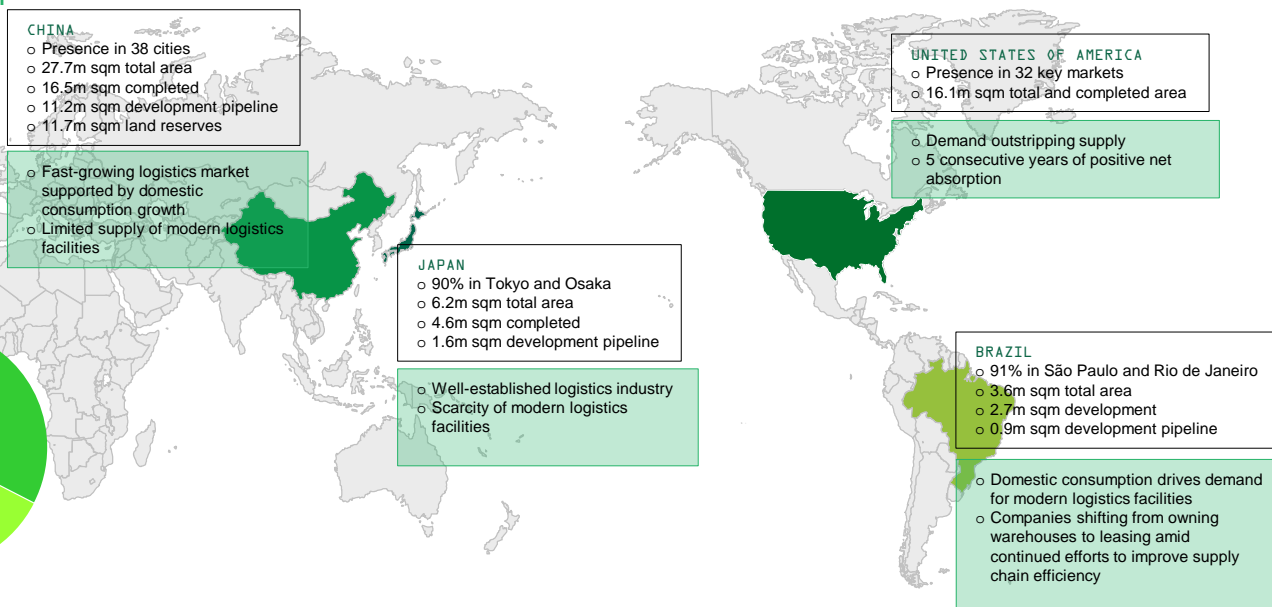 CHINA
o Presence in 38 cities
o 27.7m sqm total area
o 16.5m sqm completed
o 11.2m sqm development pipeline
o 11.7m sqm land reserves
o Fast-growing logistics market
supported by domestic
consumption growth
o Limited supply of modern logistics
facilities
JAPAN
o 90% in Tokyo and Osaka
o 6.2m sqm total area
o 4.6m sqm completed
o 1.6m sqm development pipeline
o Well-established logistics industry
o Scarcity of modern logistics
facilities
UNITED STATES OF AMERICA
o Presence in 32 key markets
o 16.1m sqm total and completed area
o Demand outstripping supply
o 5 consecutive years of positive net
absorption
BRAZIL
o 91% in São Paulo and Rio de Janeiro
o 3.6m sqm total area
o 2.7m sqm development
o 0.9m sqm development pipeline
o Domestic consumption drives demand
for modern logistics facilities
o Companies shifting from owning
warehouses to leasing amid
continued efforts to improve supply
chain efficiency